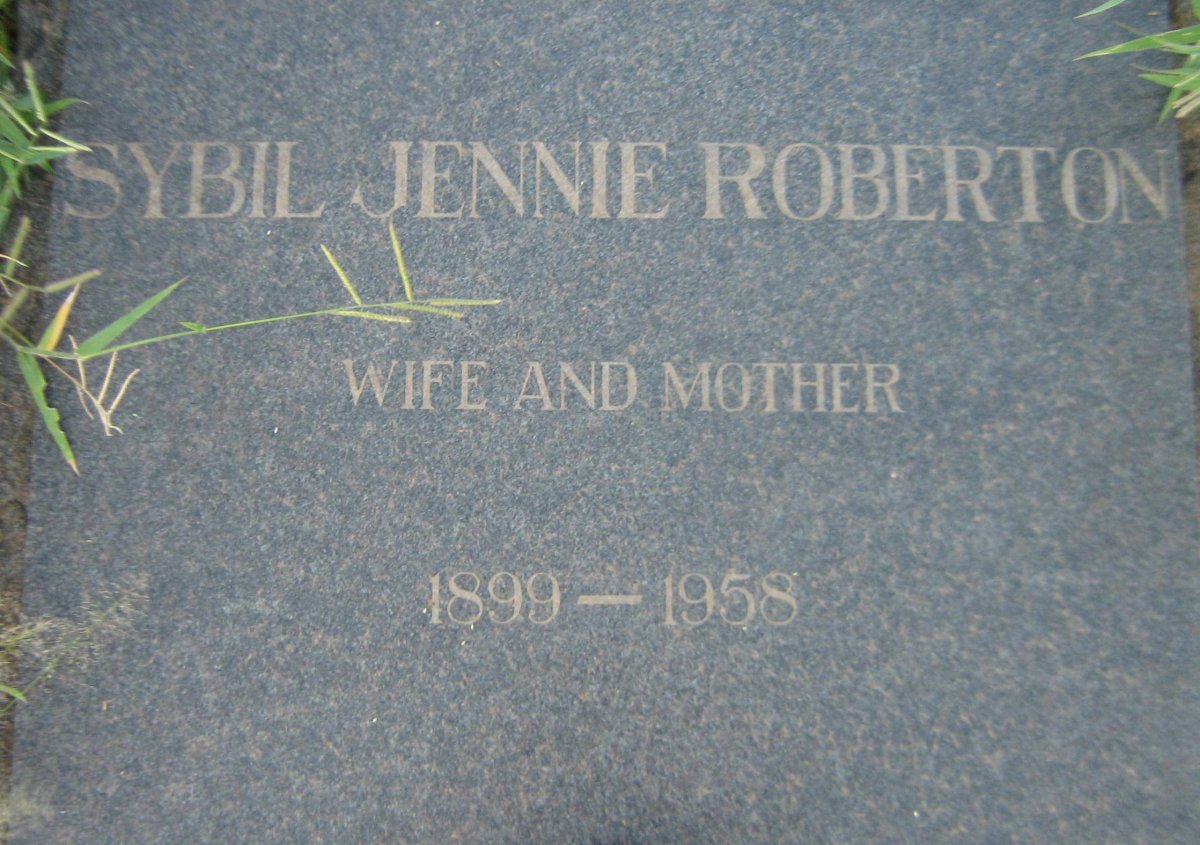 SYBIL JENNIE ROBERTON
WIFE AND MOTHER
1899 — 1958